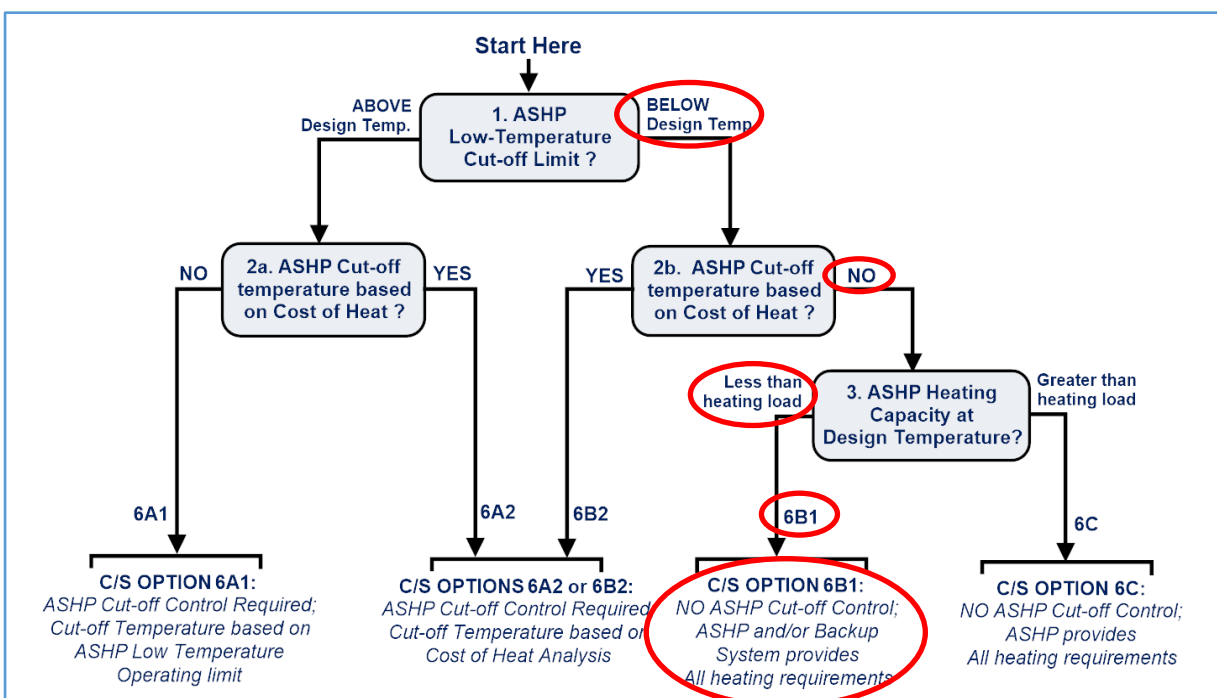 Start Here
ABOVE
Design Temp.
1. ASHP
Low-Temperature
Cut-off Limit ?
BELOW
Design Temp
NO
2a. ASHP Cut-off
temperature based
on Cost of Heat ?
YES
YES
2b. ASHP Cut-off
temperature based
on Cost of Heat ?
NO
Less than
heating load
3. ASHP Heating
Capacity at
Design Temperature?
Greater than
heating load
6A1
6A2
6B2
6B1
6C
C/S OPTION 6A1:
ASHP Cut-off Control Required;
Cut-off Temperature based on
ASHP Low Temperature
Operating limit
C/S OPTIONS 6A2 or 6B2:
ASHP Cut-off Control Required
Cut-off Temperature based on
Cost of Heat Analysis
C/S OPTION 6B1:
NO ASHP Cut-off Control;
ASHP and/or Backup
System provides
All heating requirements
C/S OPTION 6C:
NO ASHP Cut-off Control;
ASHP provides
All heating requirements